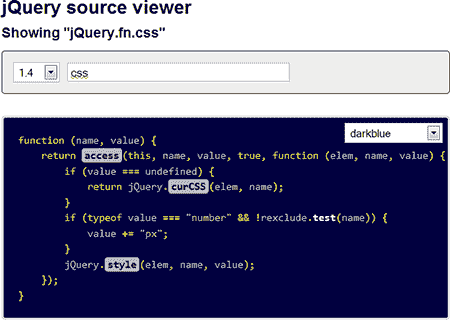 jQuery source viewer
Showing "jQuery.fn.css"
1.4 css
darkblue
function (name, value) {
    return access(this, name, value, true, function (elem, name, value) {
        if (value === undefined) {
            return jQuery.curCSS(elem, name);
        }
        if (typeof value === "number" && !rexclude.test(name)) {
            value += "px";
        }
        jQuery.style(elem, name, value);
    });
}